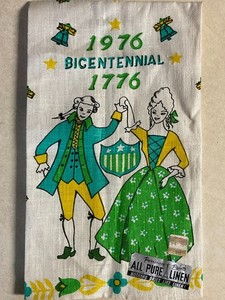 1976
BICENTENNIAL
1776
ALL PURE LINEN